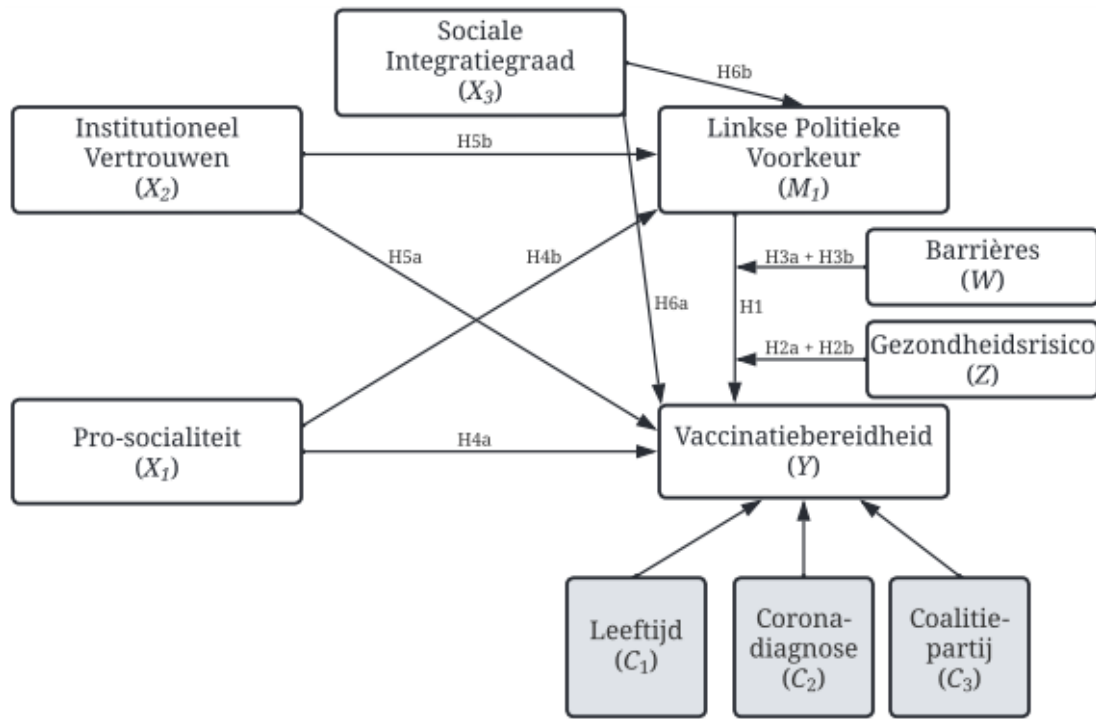 Sociale
Integratiegraad
(X3)
H6b
Institutioneel
Vertrouwen
(X2)
H5b
Linkse Politieke
Voorkeur
(M1)
H5a
H4b
H6a
H3a + H3b
Barrières
(W)
H1
H2a + H2b
Gezondheidsrisico
(Z)
Pro-socialiteit
(X1)
H4a
Vaccinatiebereidheid
(Y)
Leeftijd
(C1)
Corona-
diagnose
(C2)
Coalitie-
partij
(C3)